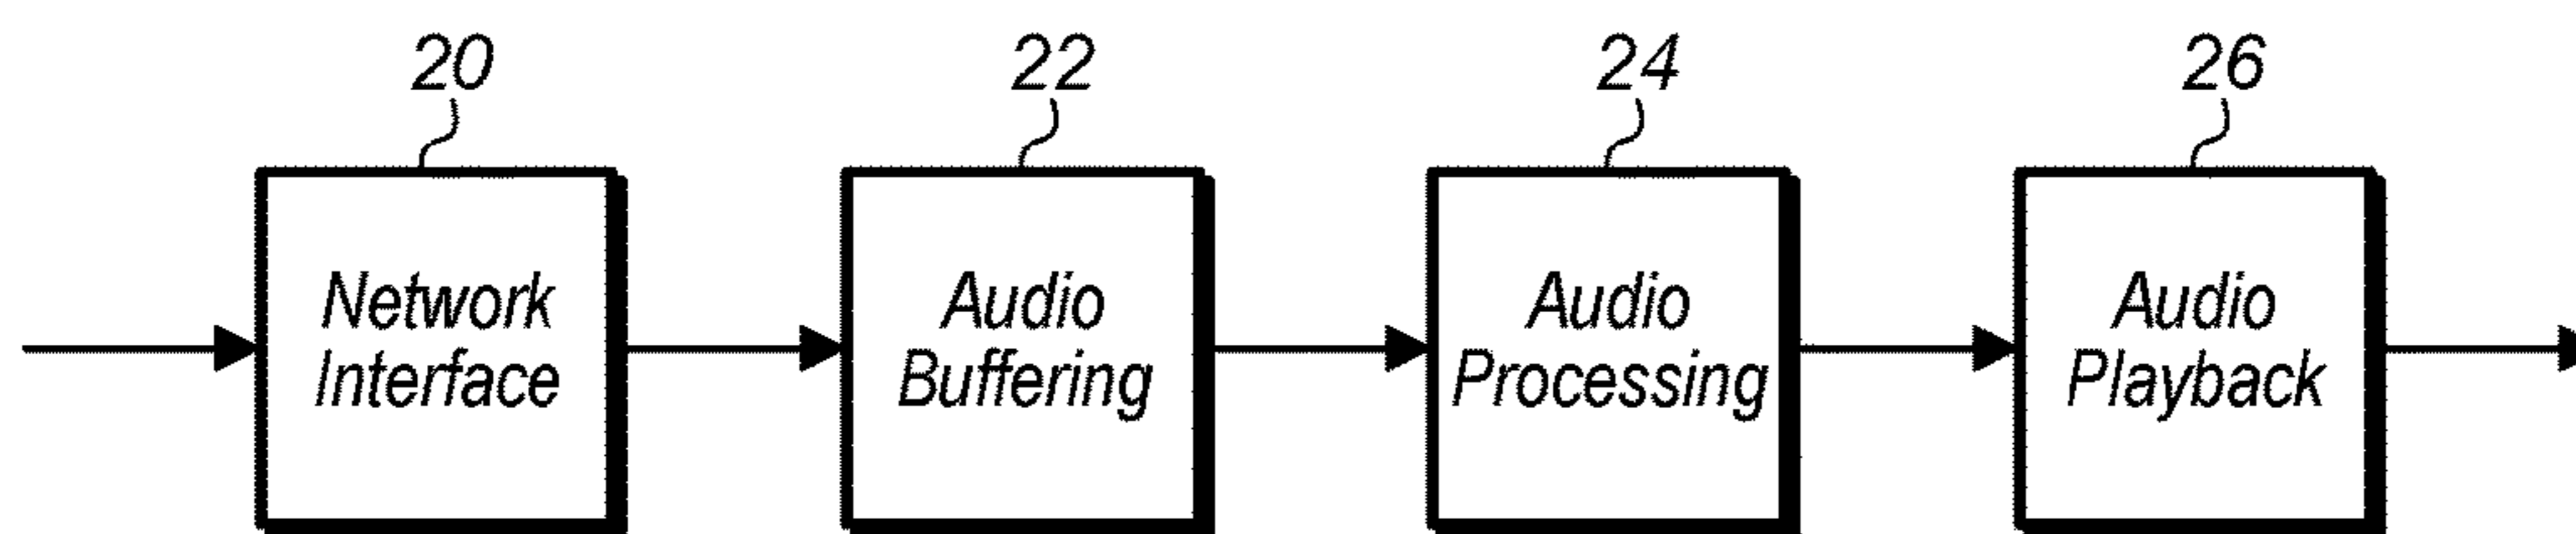 20
22
24
26
Network
Interface
Audio
Buffering
Audio
Processing
Audio
Playback